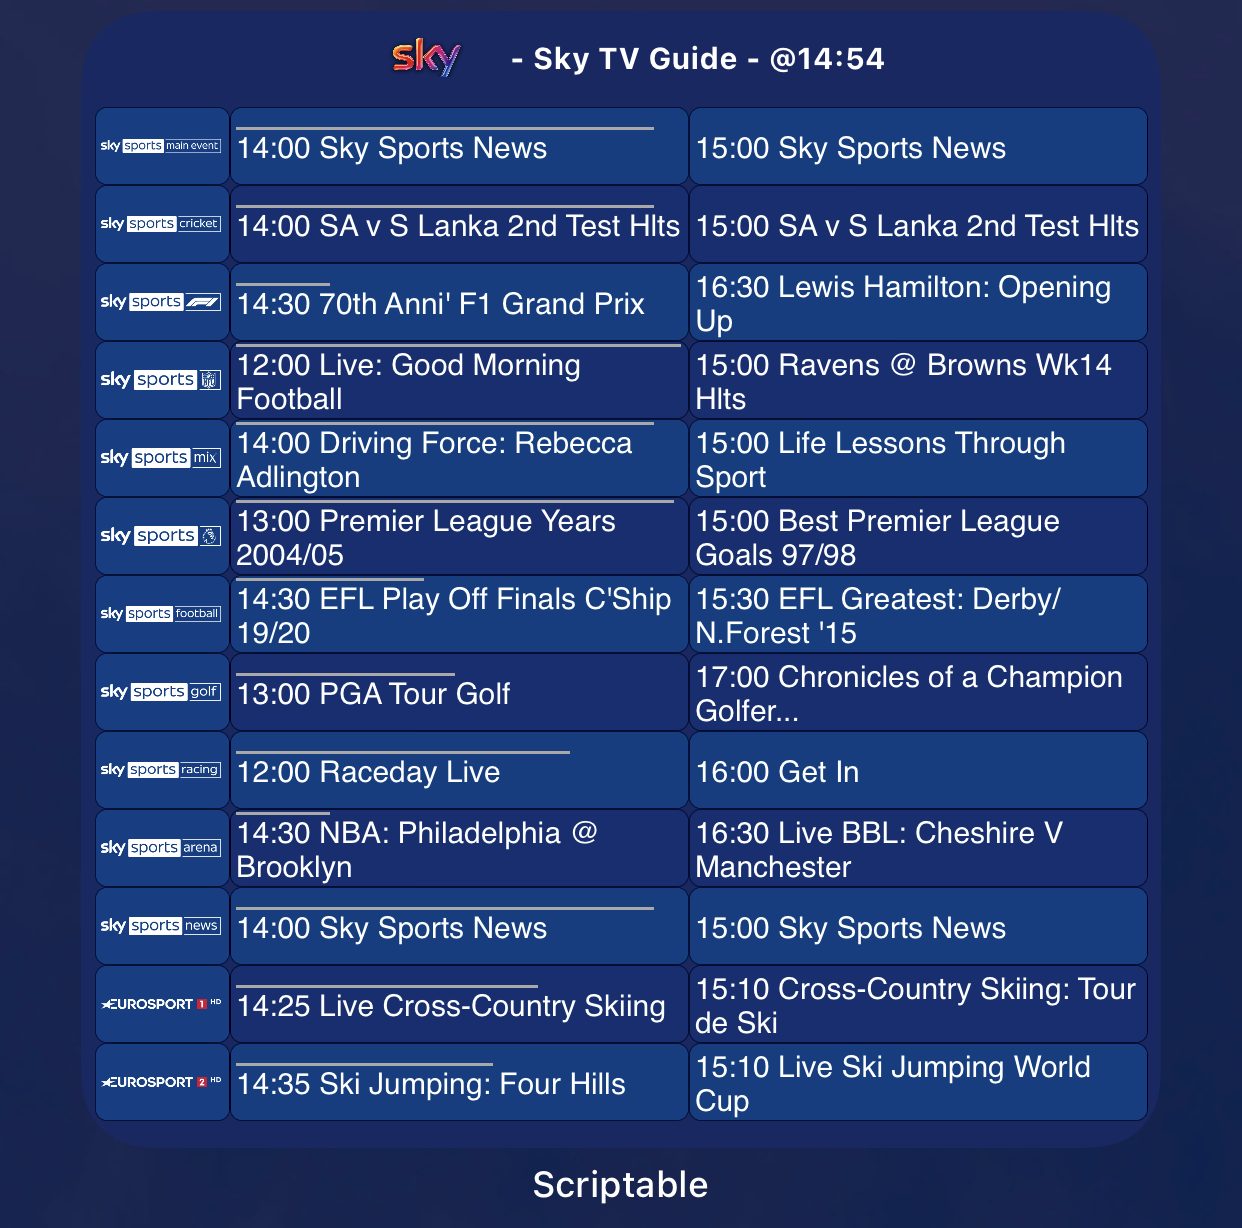 sky - Sky TV Guide - @14:54
sky sports main event 14:00 Sky Sports News 15:00 Sky Sports News
sky sports cricket 14:00 SA v S Lanka 2nd Test Hlts 15:00 SA v S Lanka 2nd Test Hlts
sky sports F1 14:30 70th Anni' F1 Grand Prix
16:30 Lewis Hamilton: Opening
Up
sky sports NFL
12:00 Live: Good Morning
Football
15:00 Ravens @ Browns Wk14
Hlts
sky sports mix
14:00 Driving Force: Rebecca
Adlington
15:00 Life Lessons Through
Sport
sky sports
13:00 Premier League Years
2004/05
15:00 Best Premier League
Goals 97/98
sky sports football
14:30 EFL Play Off Finals C'Ship
19/20
15:30 EFL Greatest: Derby/
N.Forest '15
sky sports golf
13:00 PGA Tour Golf
17:00 Chronicles of a Champion
Golfer...
sky sports racing 12:00 Raceday Live 16:00 Get In
sky sports arena
14:30 NBA: Philadelphia @
Brooklyn
16:30 Live BBL: Cheshire V
Manchester
sky sports news 14:00 Sky Sports News 15:00 Sky Sports News
EUROSPORT 1 HD
14:25 Live Cross-Country Skiing
15:10 Cross-Country Skiing: Tour
de Ski
EUROSPORT 2 HD
14:35 Ski Jumping: Four Hills
15:10 Live Ski Jumping World
Cup
Scriptable